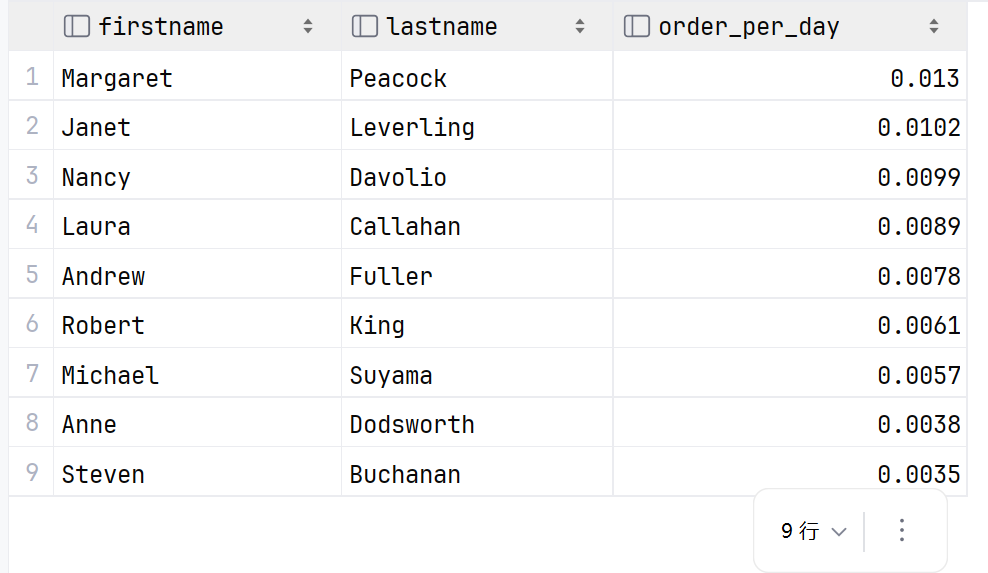 firstname lastname order_per_day
1 Margaret Peacock 0.013
2 Janet Leverling 0.0102
3 Nancy Davolio 0.0099
4 Laura Callahan 0.0089
5 Andrew Fuller 0.0078
6 Robert King 0.0061
7 Michael Suyama 0.0057
8 Anne Dodsworth 0.0038
9 Steven Buchanan 0.0035
9 行